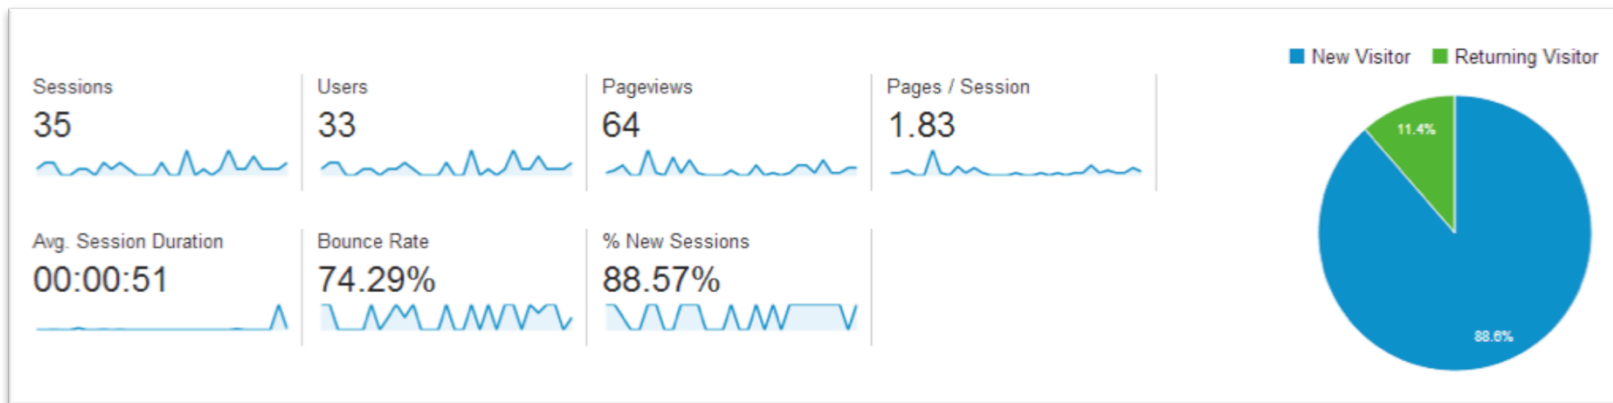 New Visitor Returning Visitor
Sessions Users Pageviews Pages / Session
35 33 64 1.83
11.4%
Avg. Session Duration Bounce Rate % New Sessions
00:00:51 74.29% 88.57%
88.6%